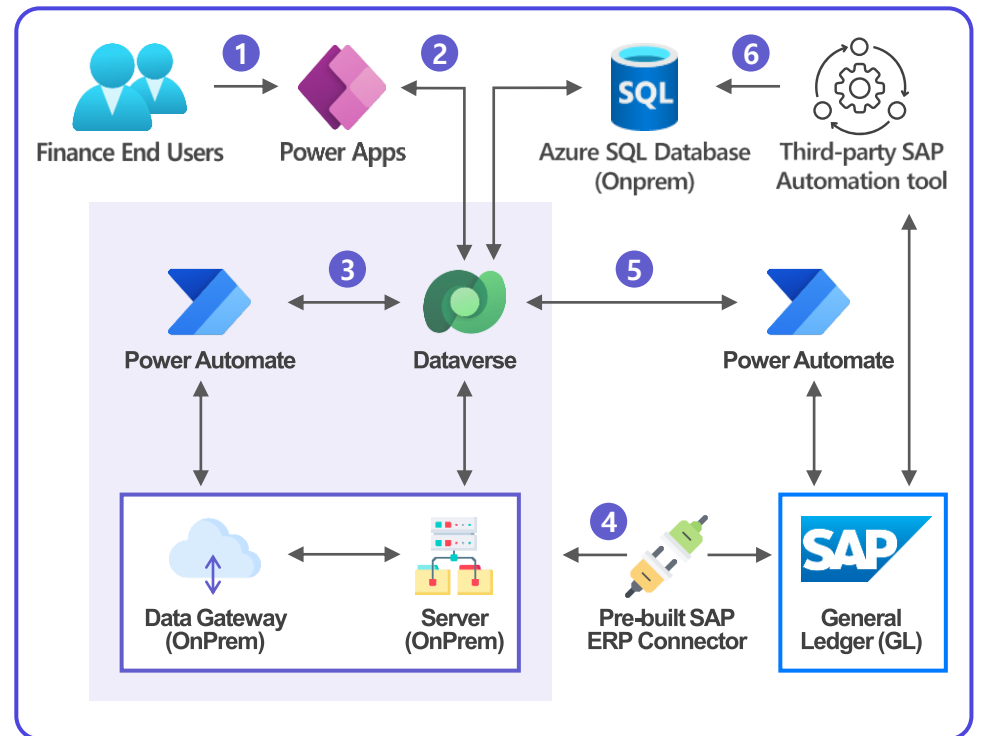 1
2
6
SQL
Finance End Users
Power Apps
Azure SQL Database
(Onprem)
Third-party SAP
Automation tool
3
5
Power Automate
Dataverse
Power Automate
4
SAP
Data Gateway
(OnPrem)
Server
(OnPrem)
Pre-built SAP
ERP Connector
General
Ledger (GL)